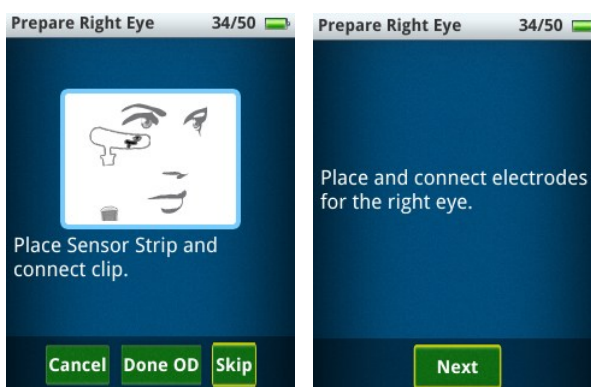 Prepare Right Eye 34/50
Place Sensor Strip and
connect clip.
Cancel Done OD Skip
Prepare Right Eye 34/50
Place and connect electrodes
for the right eye.
Next